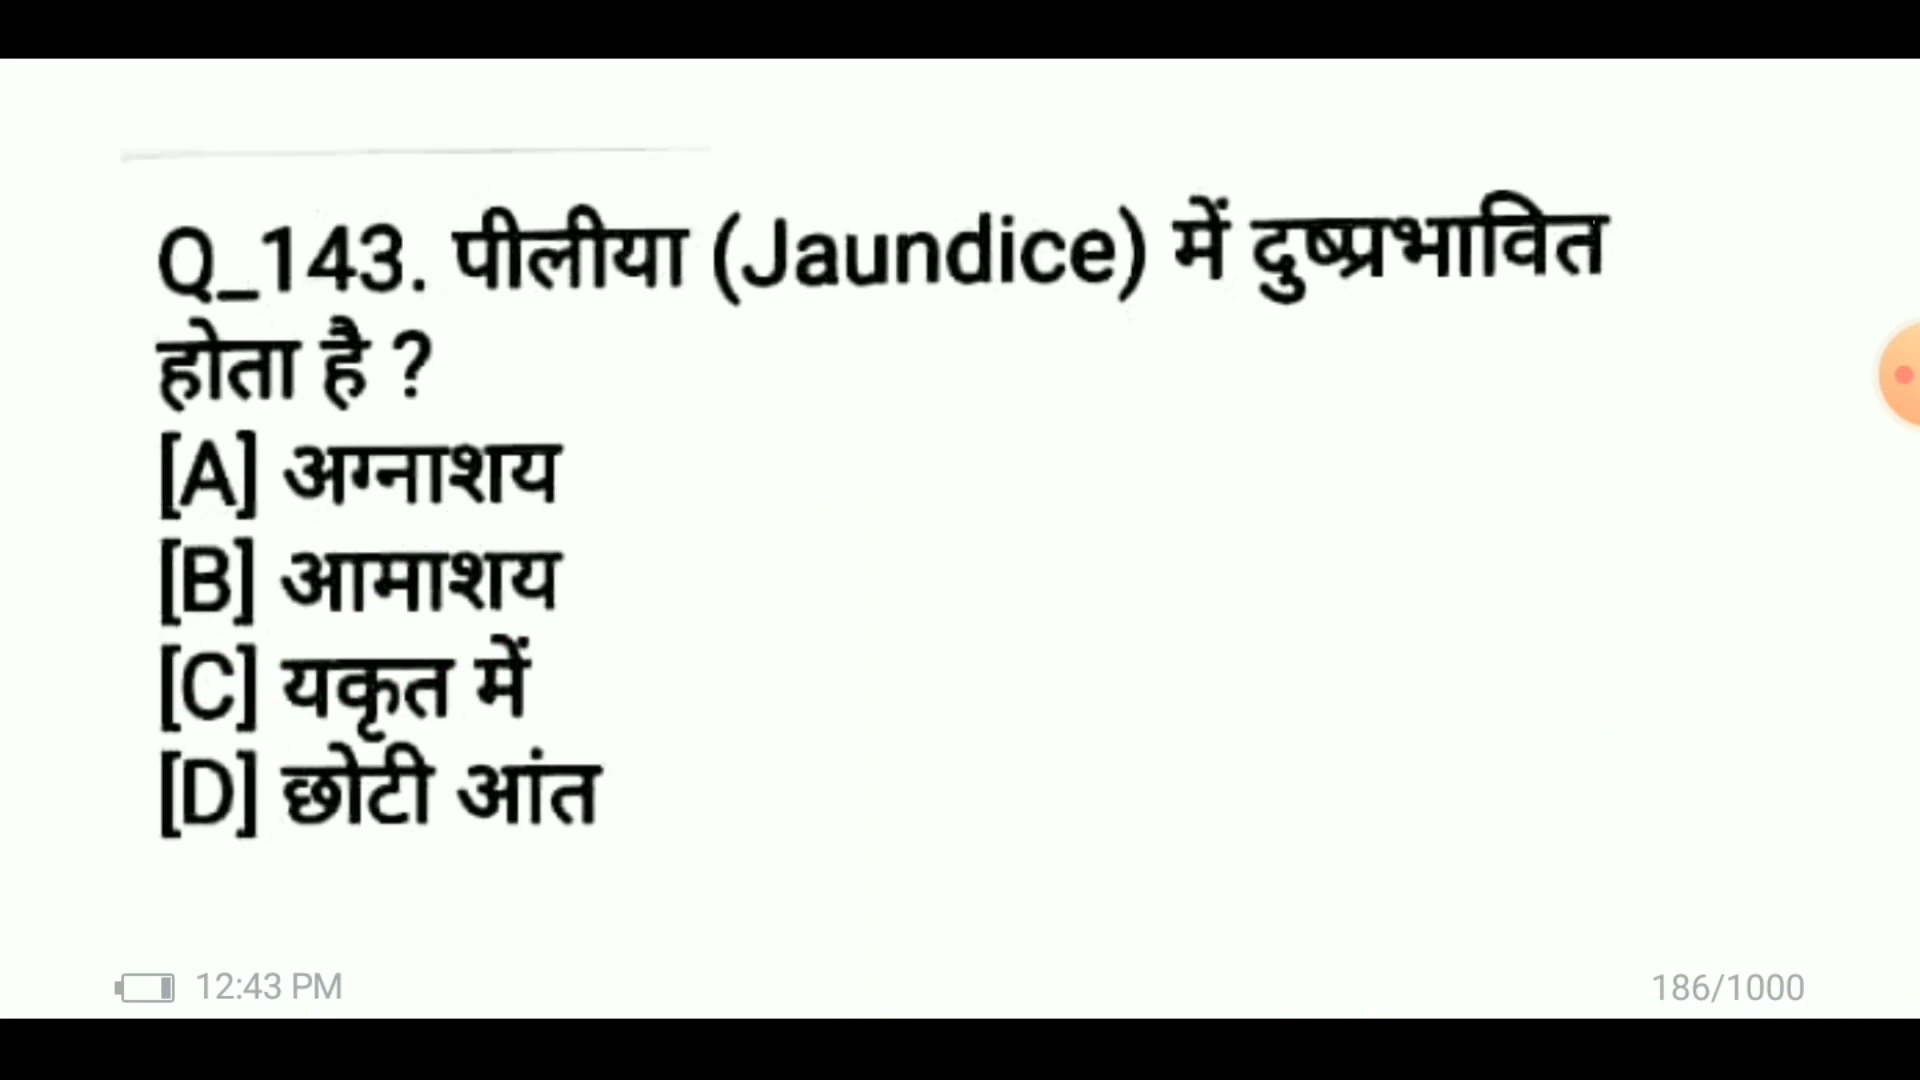 Q_143. पीलीया (Jaundice) में दुष्प्रभावित
होता है ?
[A] अग्नाशय
[B] आमाशय
[C] यकृत में
[D] छोटी आंत
12:43 PM
186/1000